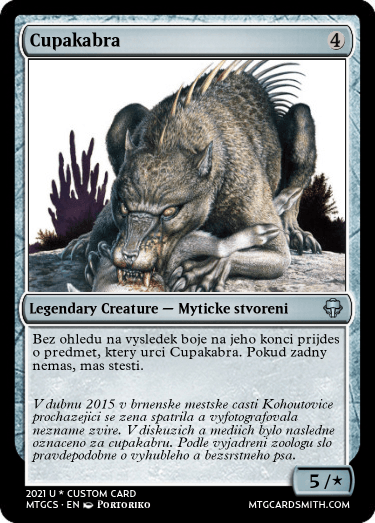 Cupakabra 4
Legendary Creature — Myticke stvoreni
Bez ohledu na vysledek boje na jeho konci prijdes
o predmet, ktery urci Cupakabra. Pokud zadny
nemas, mas stesti.
V dubnu 2015 v brnenske mestske casti Kohoutovice
prochazejici se zena spatrila a vyfotografovala
nezname zvire. V diskuzich a mediich bylo nasledne
oznaceno za cupakabru. Podle vyjadreni zoologu slo
pravdepodobne o vyhubleho a bezsrstneho psa.
5/★
2021 U * CUSTOM CARD
MTGCS · EN PORTORIKO MTGCARDSMITH.COM